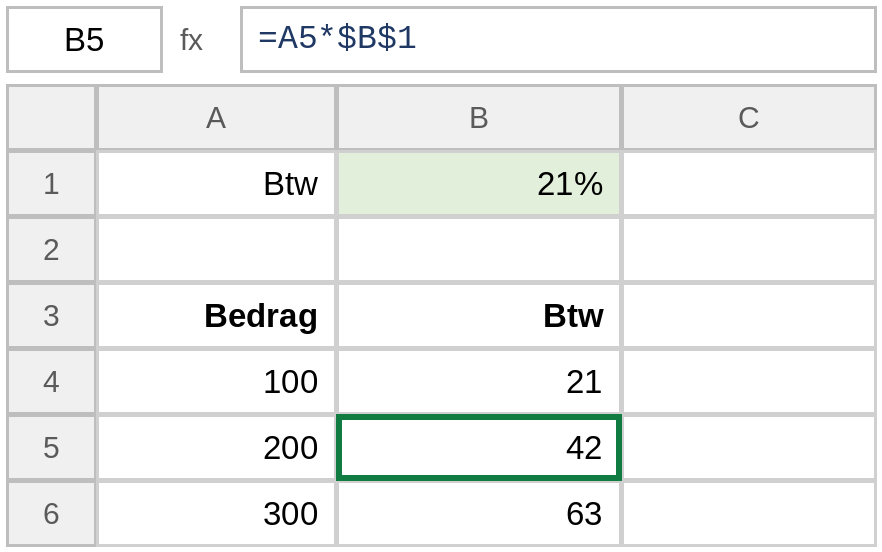 B5 fx =A5*$B$1
A B C
1 Btw 21%
2
3 Bedrag Btw
4 100 21
5 200 42
6 300 63